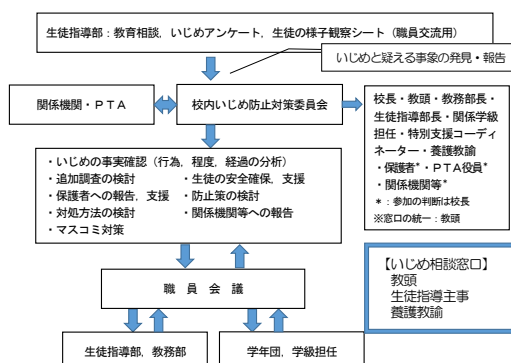 生徒指導部：教育相談，いじめアンケート，生徒の様子観察シート（職員交流用）
いじめと疑える事象の発見・報告
関係機関・ＰＴＡ
校内いじめ防止対策委員会
校長・教頭・教務部長・
生徒指導部長・関係学級
担任・特別支援コーディ
ネーター・養護教諭
・保護者*・ＰＴＡ役員*
・関係機関等*
*：参加の判断は校長
※窓口の統一：教頭
・いじめの事実確認（行為，程度，経過の分析）
・追加調査の検討　・生徒の安全確保，支援
・保護者への報告，支援　・防止策の検討
・対処方法の検討　・関係機関等への報告
・マスコミ対策
【いじめ相談窓口】
教頭
生徒指導主事
養護教諭
職　員　会　議
生徒指導部，教務部
学年団，学級担任